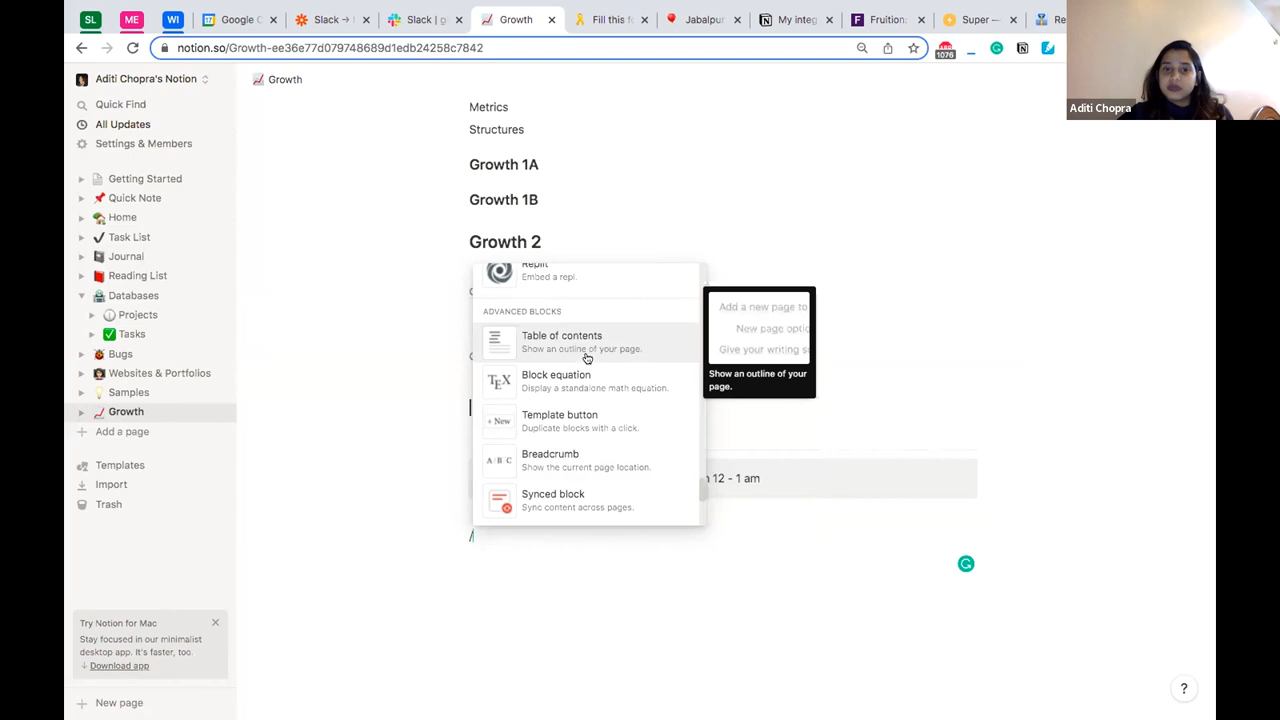 SL
ME
WI
Google C
Slack →
Slack | g
Growth
Fill this fo
Jabalpur
My integ
Fruition:
Super —
Re
notion.so/Growth-ee36e77d079748689d1edb24258c7842
1076
Aditi Chopra's Notion
Growth
Quick Find
All Updates
Settings & Members
Getting Started
Quick Note
Home
Task List
Journal
Reading List
Databases
Projects
Tasks
Bugs
Websites & Portfolios
Samples
Growth
Add a page
Templates
Import
Trash
Try Notion for Mac
Stay focused in our minimalist
desktop app. It's faster, too.
↓ Download app
New page
Metrics
Structures
Growth 1A
Growth 1B
Growth 2
Replit
Embed a repl.
ADVANCED BLOCKS
Table of contents
Show an outline of your page.
TEX
Block equation
Display a standalone math equation.
+ New
Template button
Duplicate blocks with a click.
A/B/C
Breadcrumb
Show the current page location.
Synced block
Sync content across pages.
Add a new page to
New page optio
Give your writing s
Show an outline of your
page.
12 - 1 am
/
?
Aditi Chopra